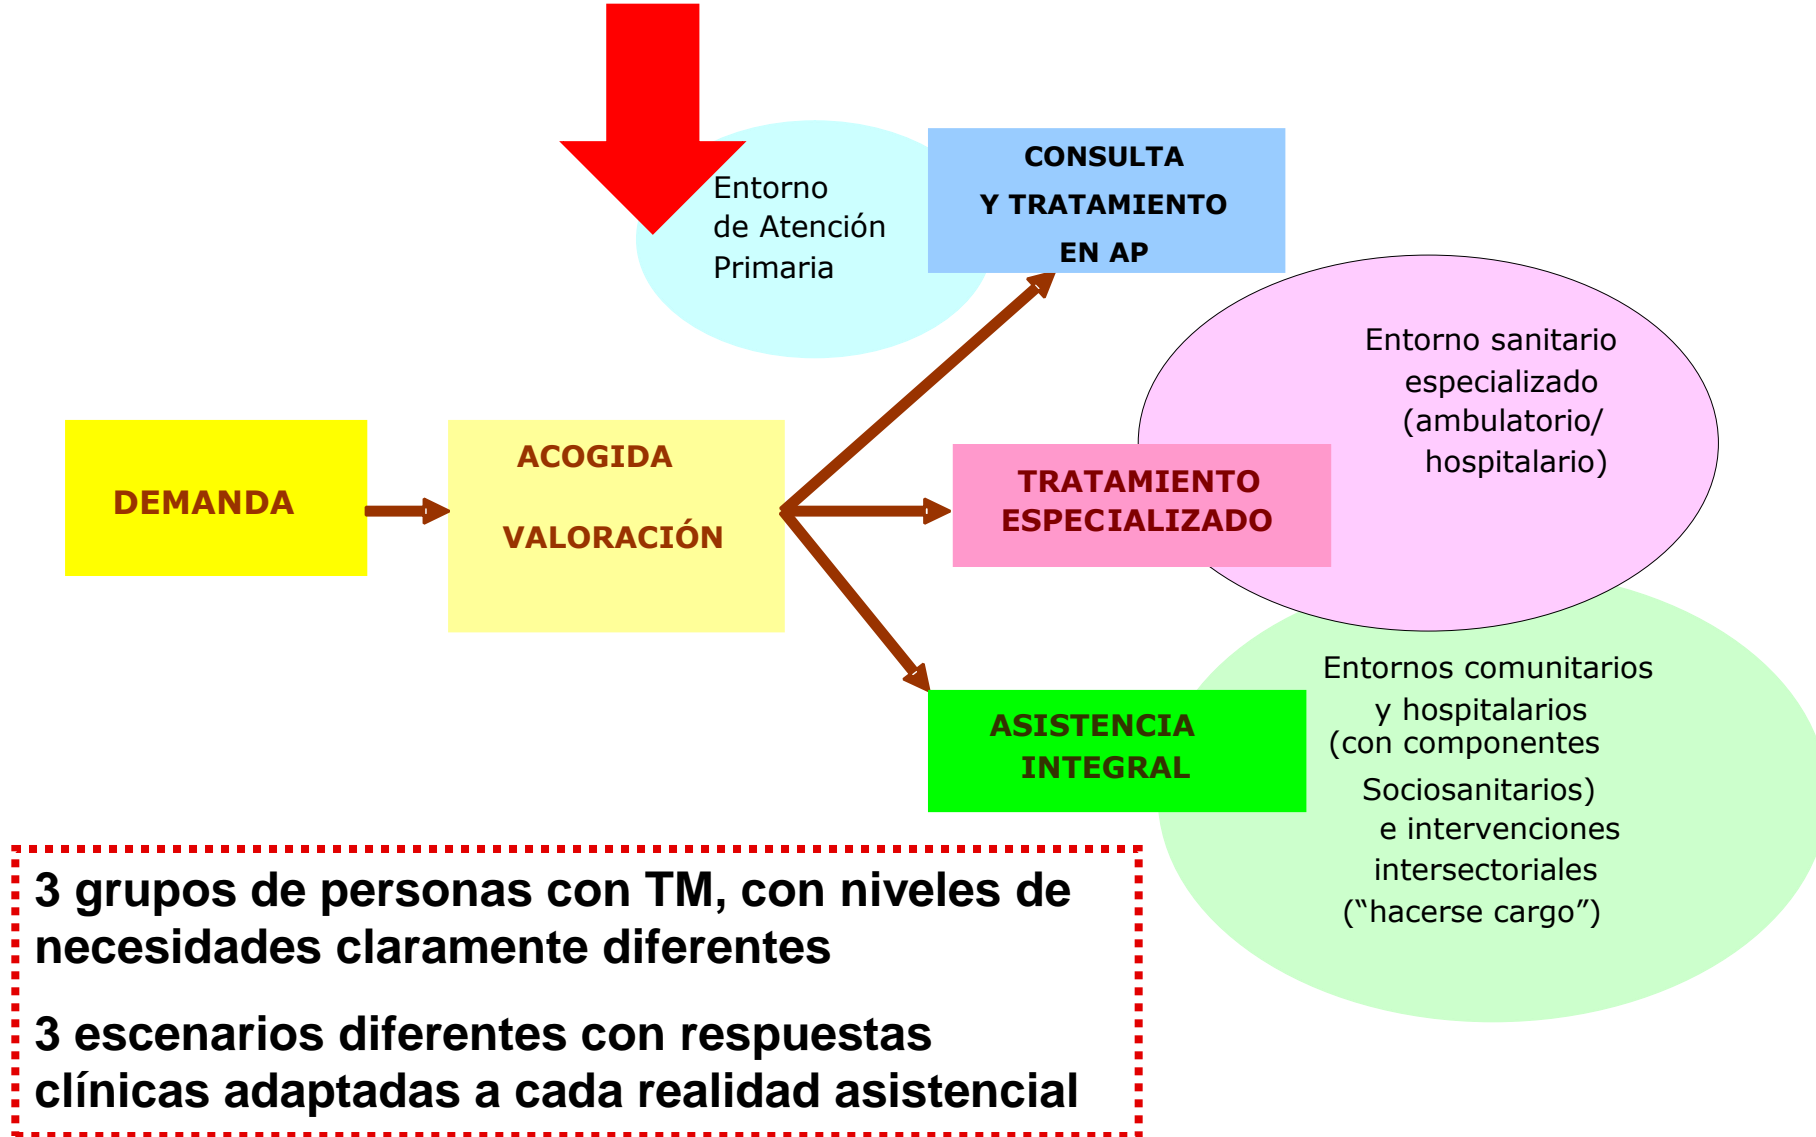 Entorno
de Atención
Primaria
CONSULTA
Y TRATAMIENTO
EN AP
Entorno sanitario
especializado
(ambulatorio/
hospitalario)
DEMANDA
ACOGIDA
VALORACIÓN
TRATAMIENTO
ESPECIALIZADO
ASISTENCIA
INTEGRAL
Entornos comunitarios
y hospitalarios
(con componentes
Sociosanitarios)
e intervenciones
intersectoriales
(“hacerse cargo”)
3 grupos de personas con TM, con niveles de
necesidades claramente diferentes
3 escenarios diferentes con respuestas
clínicas adaptadas a cada realidad asistencial